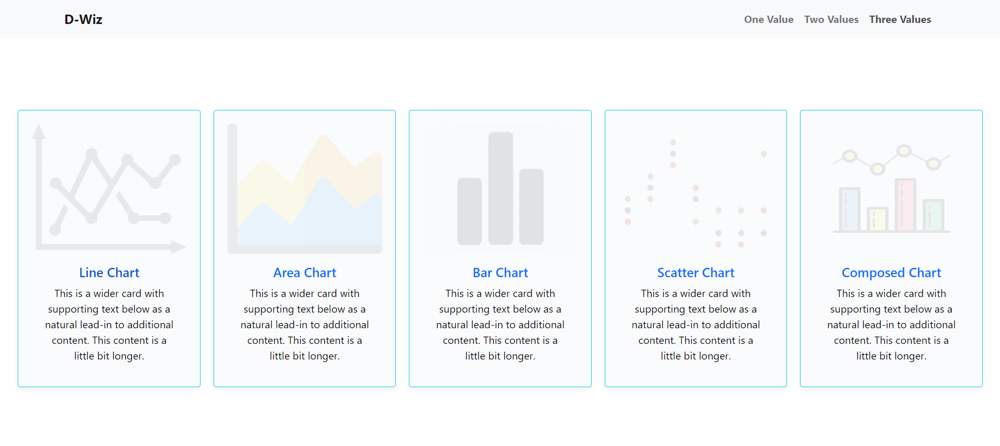 D-Wiz
One Value Two Values Three Values
Line Chart
This is a wider card with
supporting text below as a
natural lead-in to additional
content. This content is a
little bit longer.
Area Chart
This is a wider card with
supporting text below as a
natural lead-in to additional
content. This content is a
little bit longer.
Bar Chart
This is a wider card with
supporting text below as a
natural lead-in to additional
content. This content is a
little bit longer.
Scatter Chart
This is a wider card with
supporting text below as a
natural lead-in to additional
content. This content is a
little bit longer.
Composed Chart
This is a wider card with
supporting text below as a
natural lead-in to additional
content. This content is a
little bit longer.